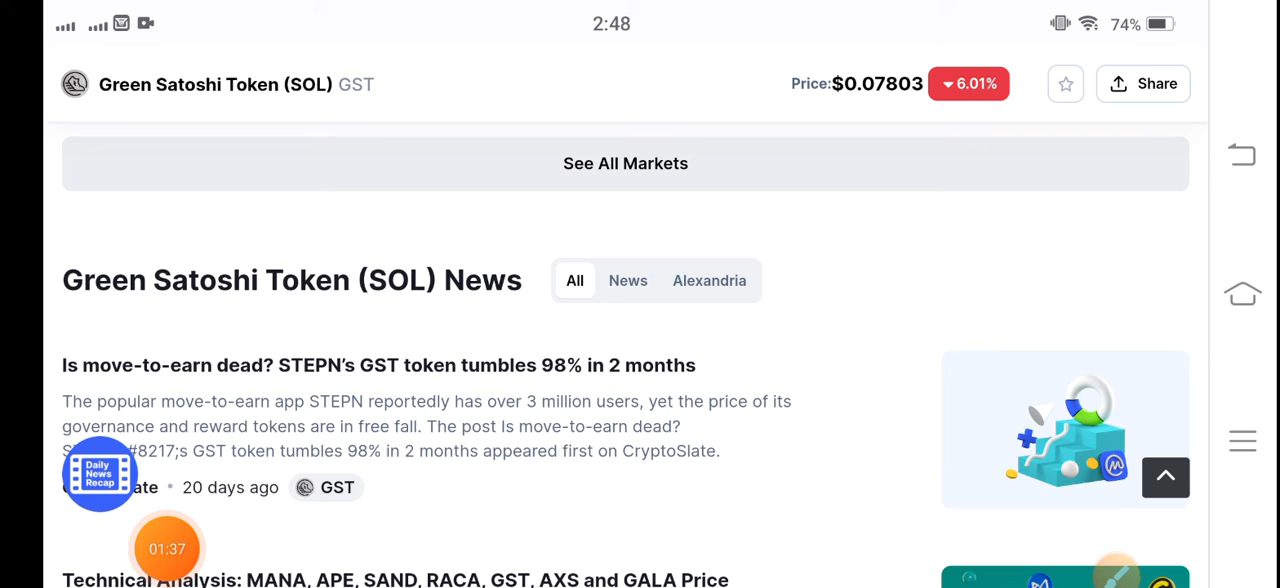 2:48
74%
Green Satoshi Token (SOL) GST
Price:$0.07803 6.01%
Share
See All Markets
Green Satoshi Token (SOL) News
All News Alexandria
Is move-to-earn dead? STEPN’s GST token tumbles 98% in 2 months
The popular move-to-earn app STEPN reportedly has over 3 million users, yet the price of its
governance and reward tokens are in free fall. The post Is move-to-earn dead?
#8217;s GST token tumbles 98% in 2 months appeared first on CryptoSlate.
Daily
News
Recap
20 days ago GST
01:37
Technical Analysis: MANA, APE, SAND, RACA, GST, AXS and GALA Price